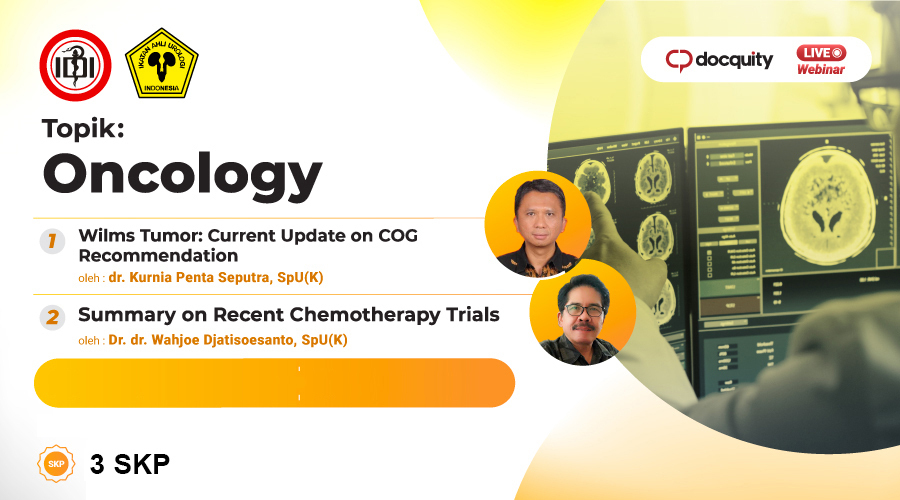 IDI
IKATAN AHLI UROLOGI
INDONESIA
docquity
LIVE
Webinar
Topik:
Oncology
1
Wilms Tumor: Current Update on COG
Recommendation
oleh : dr. Kurnia Penta Seputra, SpU(K)
2
Summary on Recent Chemotherapy Trials
oleh : Dr. dr. Wahjoe Djatisoesanto, SpU(K)
SKP
3 SKP